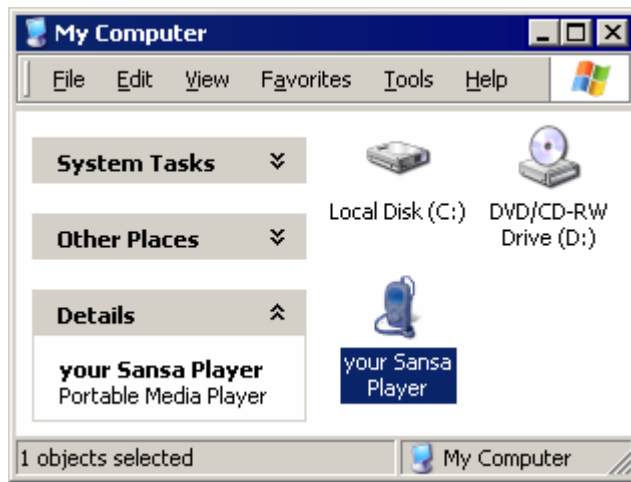 My Computer
File Edit View Favorites Tools Help
System Tasks
Other Places
Details
your Sansa Player
Portable Media Player
Local Disk (C:)
DVD/CD-RW
Drive (D:)
your Sansa
Player
1 objects selected
My Computer